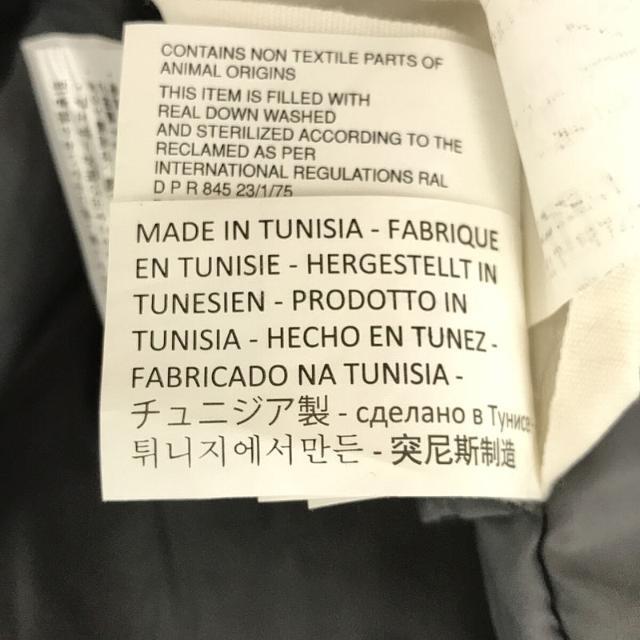 CONTAINS NON TEXTILE PARTS OF
ANIMAL ORIGINS
THIS ITEM IS FILLED WITH
REAL DOWN WASHED
AND STERILIZED ACCORDING TO THE
RECLAMED AS PER
INTERNATIONAL REGULATIONS RAL
D P R 845 23/1/75
MADE IN TUNISIA - FABRIQUE
EN TUNISIE - HERGESTELLT IN
TUNESIEN - PRODOTTO IN
TUNISIA - HECHO EN TUNEZ -
FABRICADO NA TUNISIA -
チュニジア製 - сделано в Тунисе -
튀니지에서만든 - 突尼斯制造